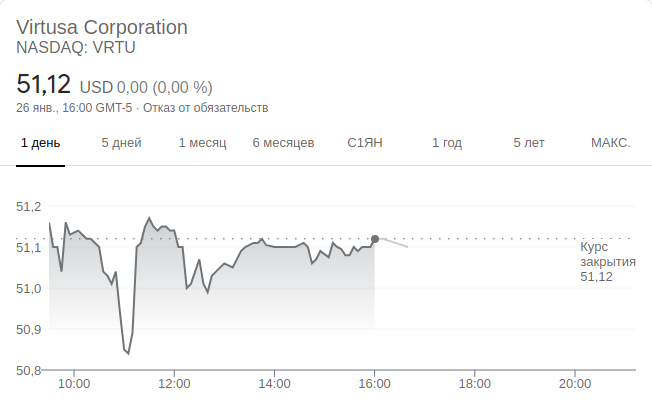 Virtusa Corporation
NASDAQ: VRTU
51,12 USD 0,00 (0,00 %)
26 янв., 16:00 GMT-5 · Отказ от обязательств
1 день 5 дней 1 месяц 6 месяцев С1ЯН 1 год 5 лет МАКС.
51,2
51,1
51,0
50,9
50,8
Курс
закрытия
51,12
10:00 12:00 14:00 16:00 18:00 20:00